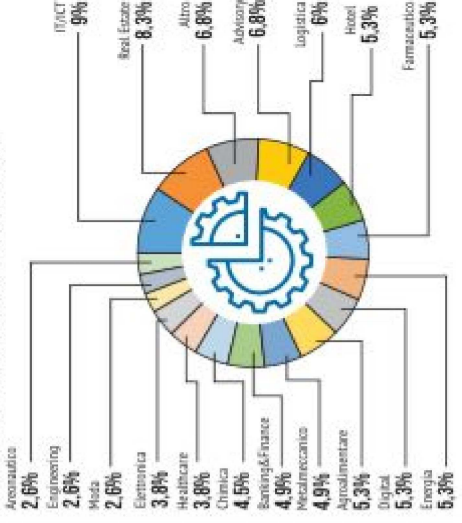 IT/ICT
9%
Real Estate
8,3%
Altro
6,8%
Advisory
6,8%
Logistica
6%
Hotel
5,3%
Farmaceutico
5,3%
Energia
5,3%
Digital
5,3%
Agroalimentare
5,3%
Metalmeccanico
4,9%
Banking&Finance
4,9%
Chimica
4,5%
Healthcare
3,8%
Elettronica
3,8%
Moda
2,6%
Engineering
2,6%
Areonautico
2,6%